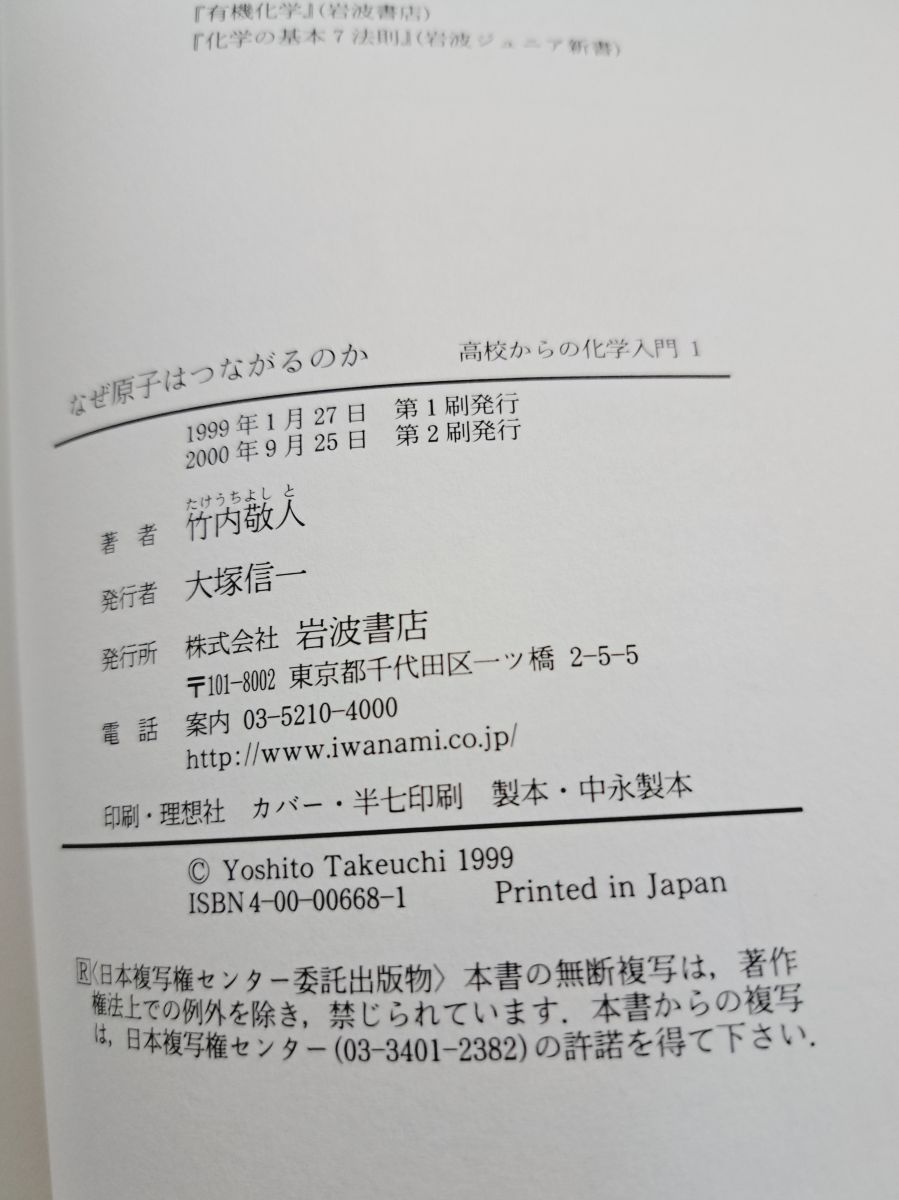 『有機化学』(岩波書店)
『化学の基本7法則』(岩波ジュニア新書)
なぜ原子はつながるのか 高校からの化学入門 1
1999年1月27日 第1刷発行
2000年9月25日 第2刷発行
たけうちよしと
著者 竹内敬人
発行者 大塚信一
発行所 株式会社 岩波書店
〒101-8002 東京都千代田区一ツ橋 2-5-5
電話 案内 03-5210-4000
http://www.iwanami.co.jp/
印刷・理想社 カバー・半七印刷 製本・中永製本
© Yoshito Takeuchi 1999
ISBN4-00-00668-1 Printed in Japan
R〈日本複写権センター委託出版物〉本書の無断複写は，著作
権法上での例外を除き，禁じられています．本書からの複写
は，日本複写権センター(03-3401-2382)の許諾を得て下さい．